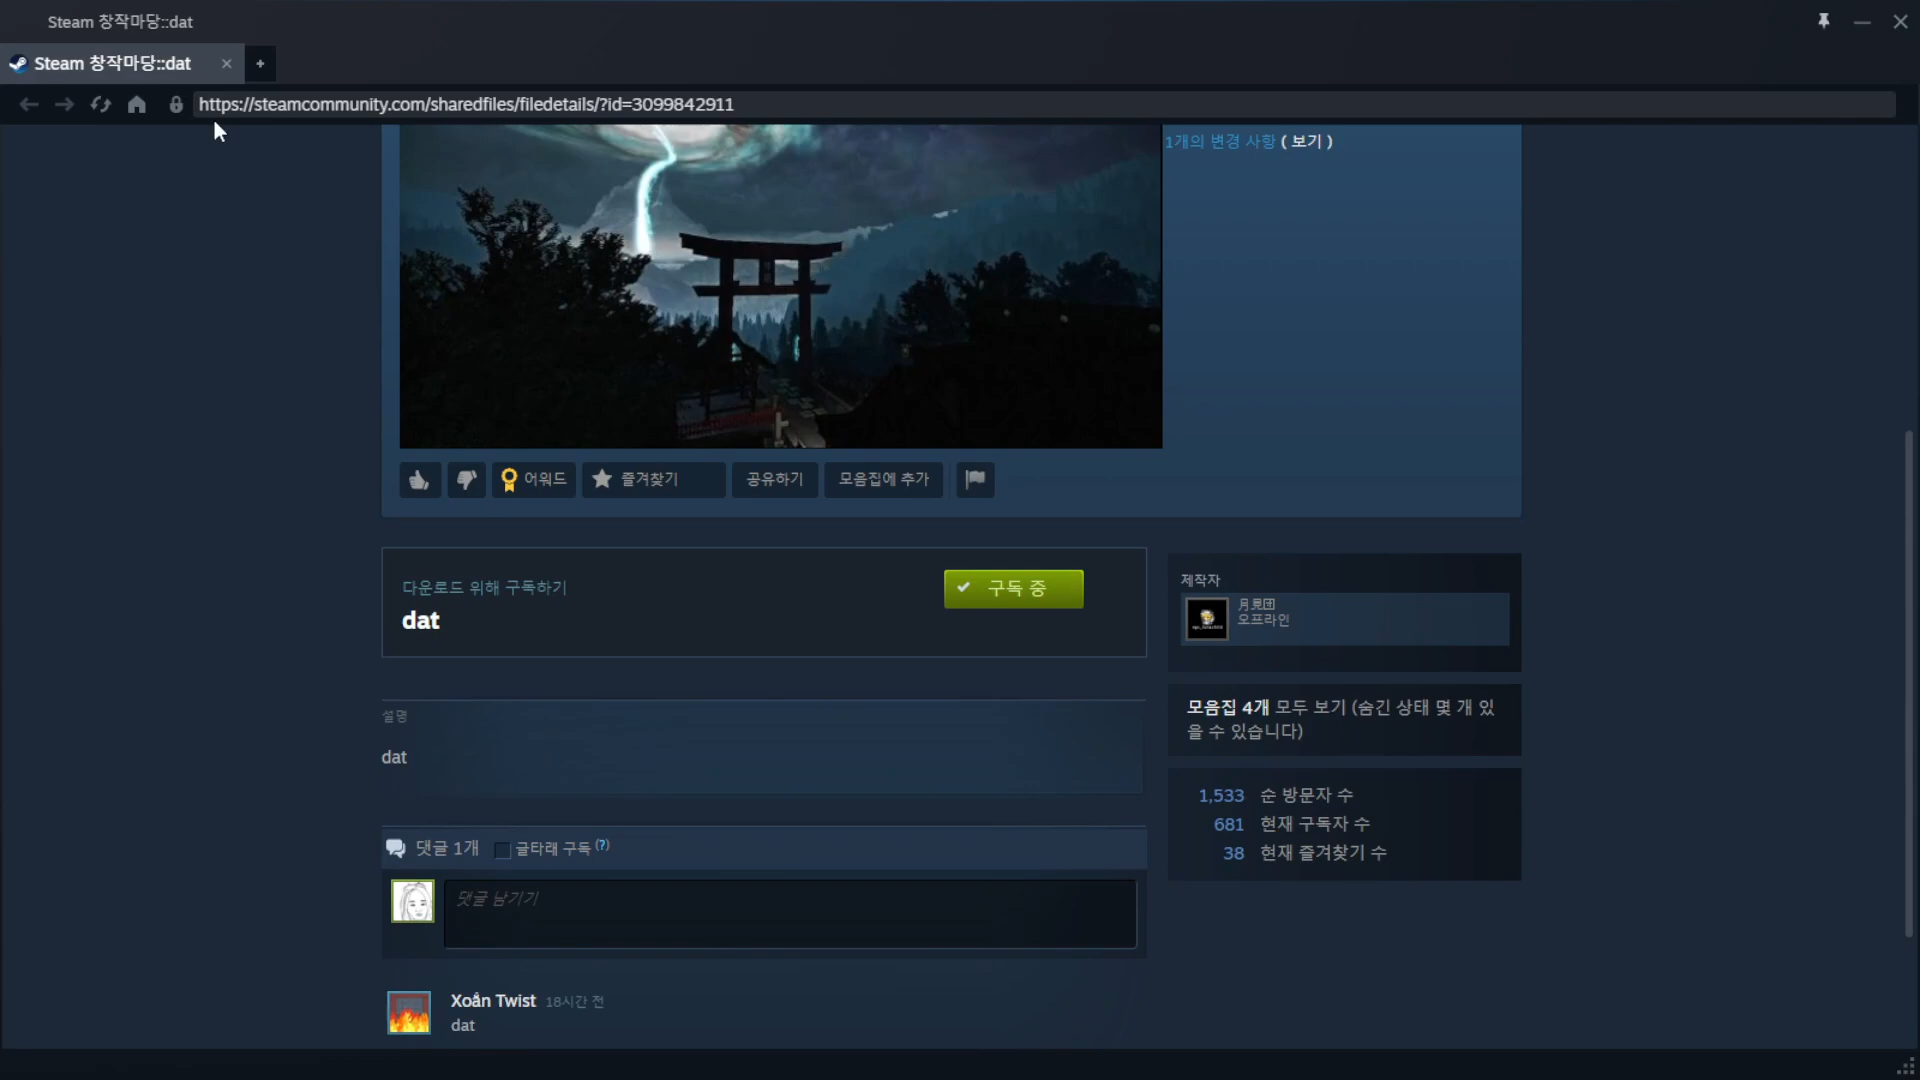 Steam 창작마당::dat
Steam 창작마당::dat
https://steamcommunity.com/sharedfiles/filedetails/?id=3099842911
1개의 변경 사항 ( 보기 )
어워드
즐겨찾기
공유하기
모음집에 추가
다운로드 위해 구독하기
dat
구독 중
제작자
月見団
오프라인
모음집 4개 모두 보기 (숨긴 상태 몇 개 있
을 수 있습니다)
1,533 순 방문자 수
681 현재 구독자 수
38 현재 즐겨찾기 수
설명
dat
댓글 1개
글타래 구독 (?)
댓글 남기기
Xoắn Twist 18시간 전
dat